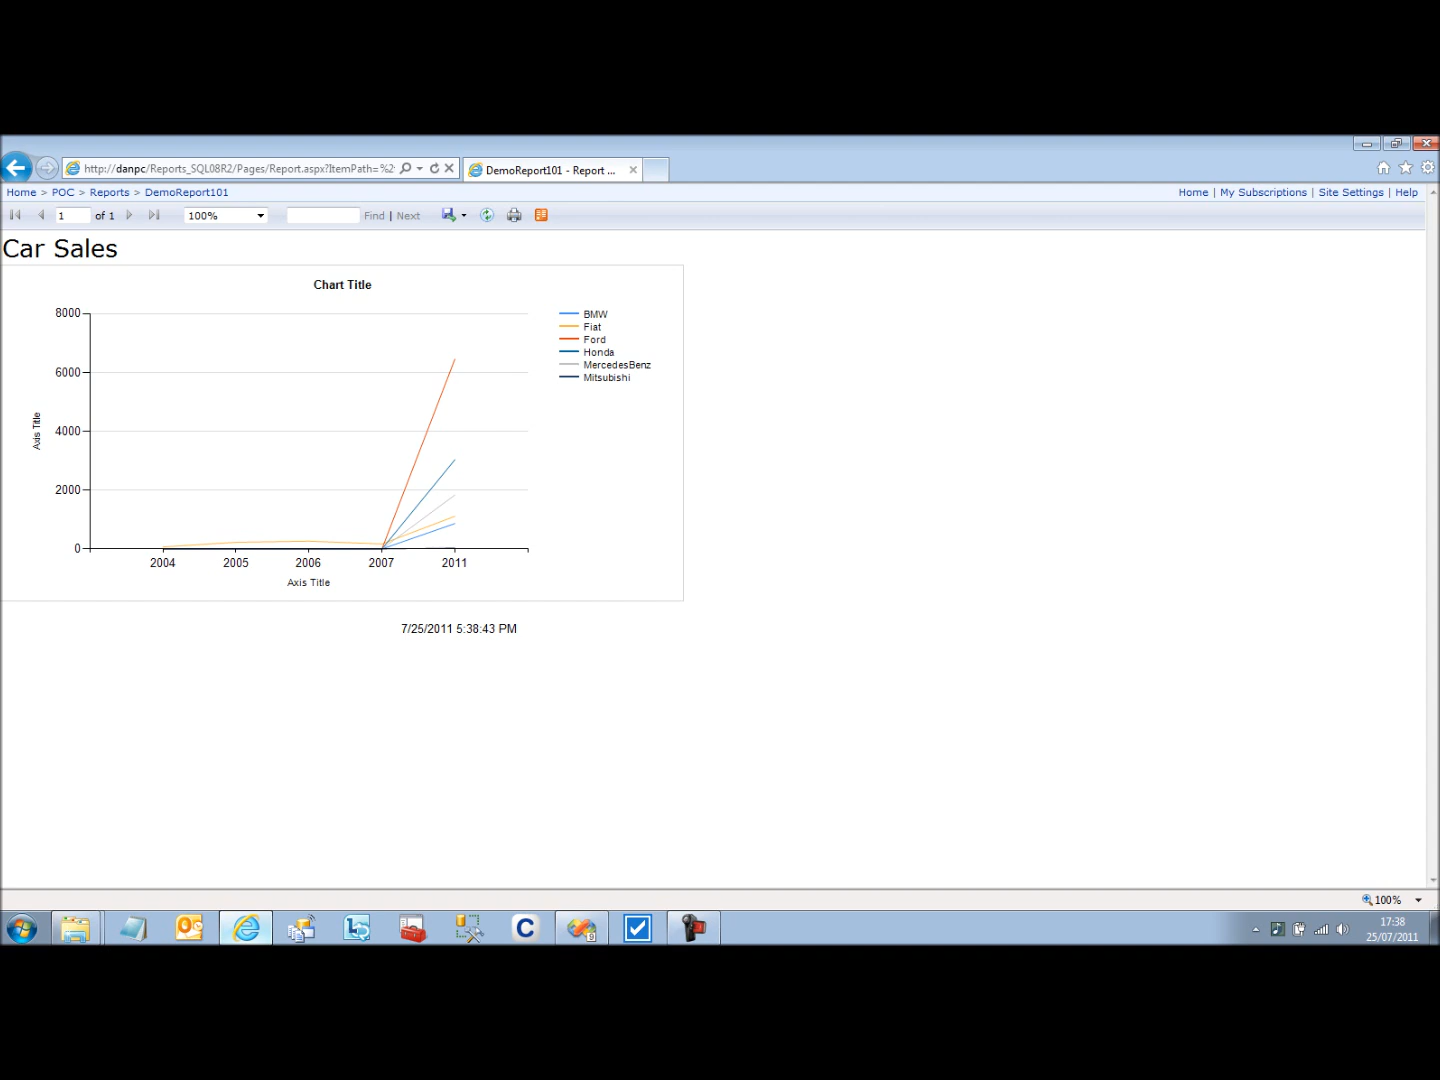 http://danpc/Reports_SQL08R2/Pages/Report.aspx?ItemPath=%2
DemoReport101 - Report ...
Home > POC > Reports > DemoReport101
Home | My Subscriptions | Site Settings | Help
1 of 1 100% Find | Next
Car Sales
Chart Title
8000
6000
4000
2000
0
Axis Title
2004 2005 2006 2007 2011
Axis Title
BMW
Fiat
Ford
Honda
MercedesBenz
Mitsubishi
7/25/2011 5:38:43 PM
100%
C
9
17:38
25/07/2011